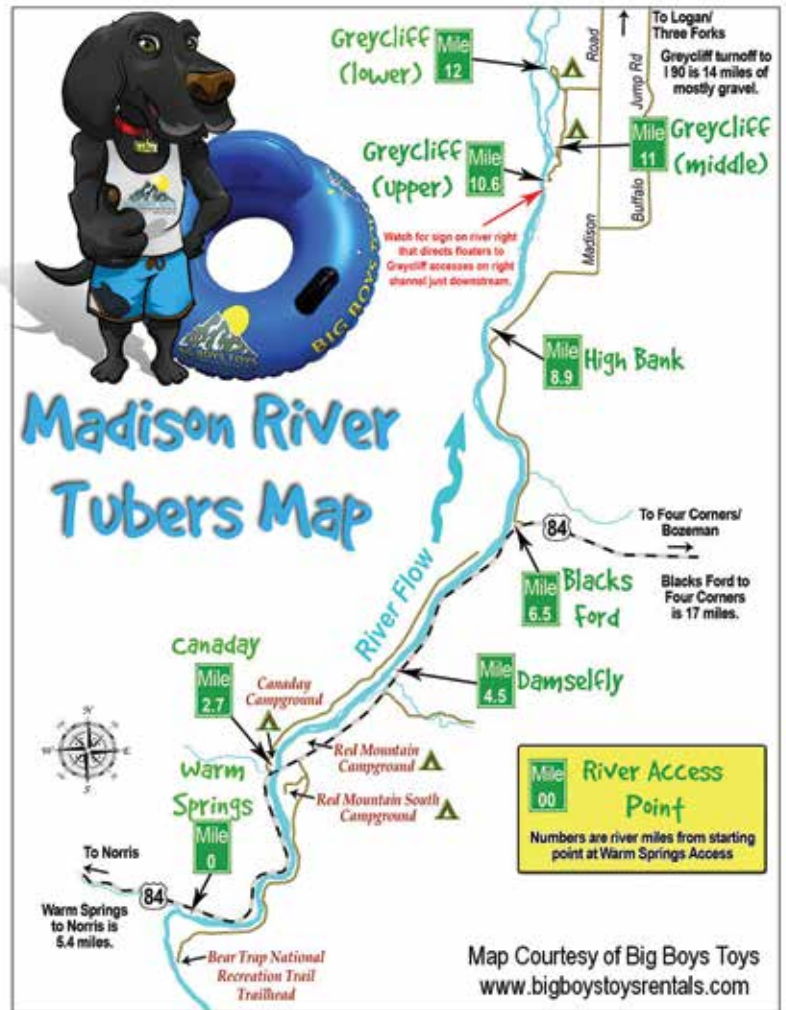 Greycliff
(lower)
Mile
12
To Logan/
Three Forks
Greycliff turnoff to
I 90 is 14 miles of
mostly gravel.
Road
Jump Rd
Greycliff
(upper)
Mile
10.6
Mile
11
Greycliff
(middle)
Madison
Buffalo
Watch for sign on river right
that directs floaters to
Greycliff accesses on right
channel just downstream.
BIG BOYS TOYS
BIG BOYS
Mile
8.9
High Bank
Madison River
Tubers Map
River Flow
84
To Four Corners/
Bozeman
Blacks Ford to
Four Corners
is 17 miles.
Mile
6.5
Blacks
Ford
Canaday
Mile
2.7
Canaday
Campground
Mile
4.5
Damselfly
N
W
E
S
Warm
Springs
Mile
0
Red Mountain
Campground
Red Mountain South
Campground
Mile
00
River Access
Point
Numbers are river miles from starting
point at Warm Springs Access
To Norris
84
Warm Springs
to Norris is
5.4 miles.
Bear Trap National
Recreation Trail
Trailhead
Map Courtesy of Big Boys Toys
www.bigboystoysrentals.com